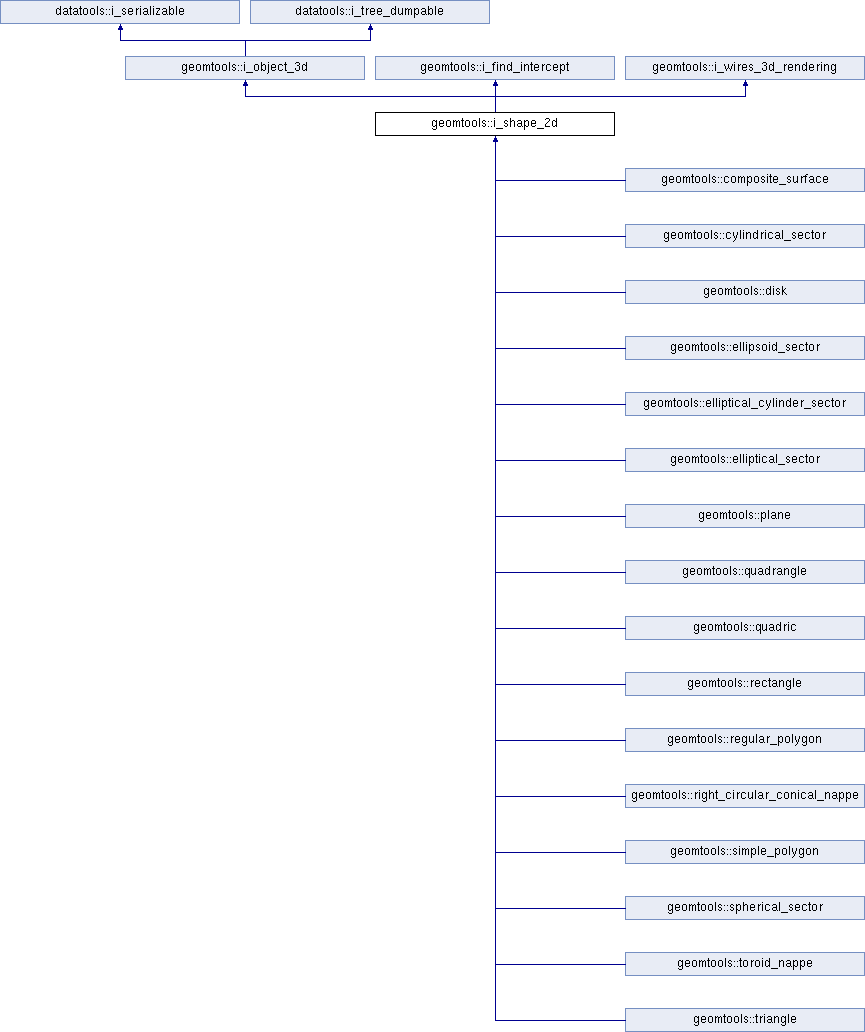 datatools::i_serializable
datatools::i_tree_dumpable
geomtools::i_object_3d
geomtools::i_find_intercept
geomtools::i_wires_3d_rendering
geomtools::i_shape_2d
geomtools::composite_surface
geomtools::cylindrical_sector
geomtools::disk
geomtools::ellipsoid_sector
geomtools::elliptical_cylinder_sector
geomtools::elliptical_sector
geomtools::plane
geomtools::quadrangle
geomtools::quadric
geomtools::rectangle
geomtools::regular_polygon
geomtools::right_circular_conical_nappe
geomtools::simple_polygon
geomtools::spherical_sector
geomtools::toroid_nappe
geomtools::triangle